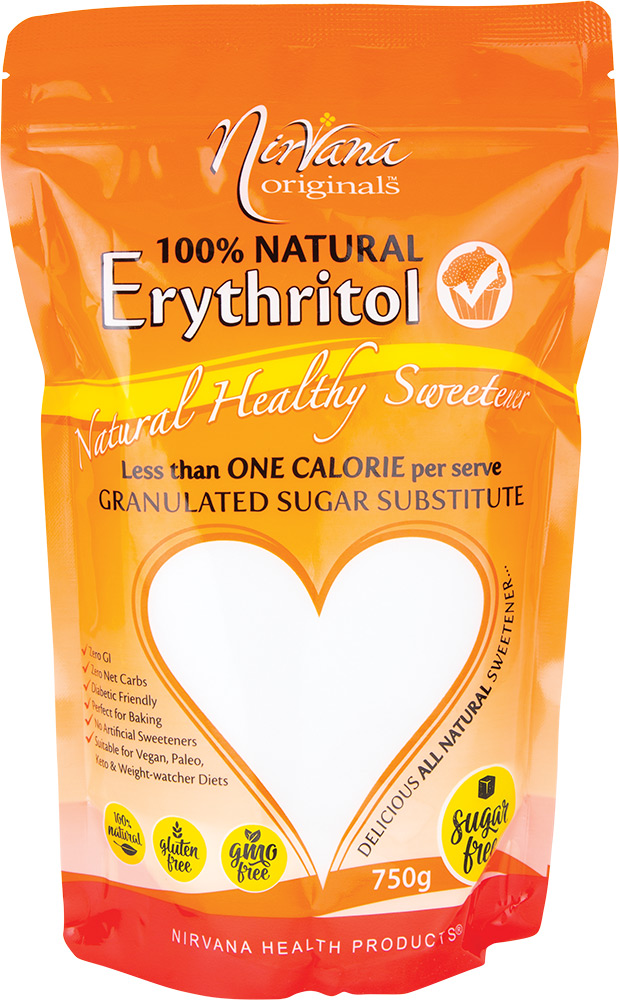 Nirvana
originals™
100% NATURAL
Erythritol
Natural Healthy Sweetener
Less than ONE CALORIE per serve
GRANULATED SUGAR SUBSTITUTE
Zero GI
Zero Net Carbs
Diabetic Friendly
Perfect for Baking
No Artificial Sweeteners
Suitable for Vegan, Paleo,
Keto & Weight-watcher Diets
DELICIOUS ALL NATURAL SWEETENER...
100%
natural
gluten
free
gmo
free
sugar
free
750g
NIRVANA HEALTH PRODUCTS®